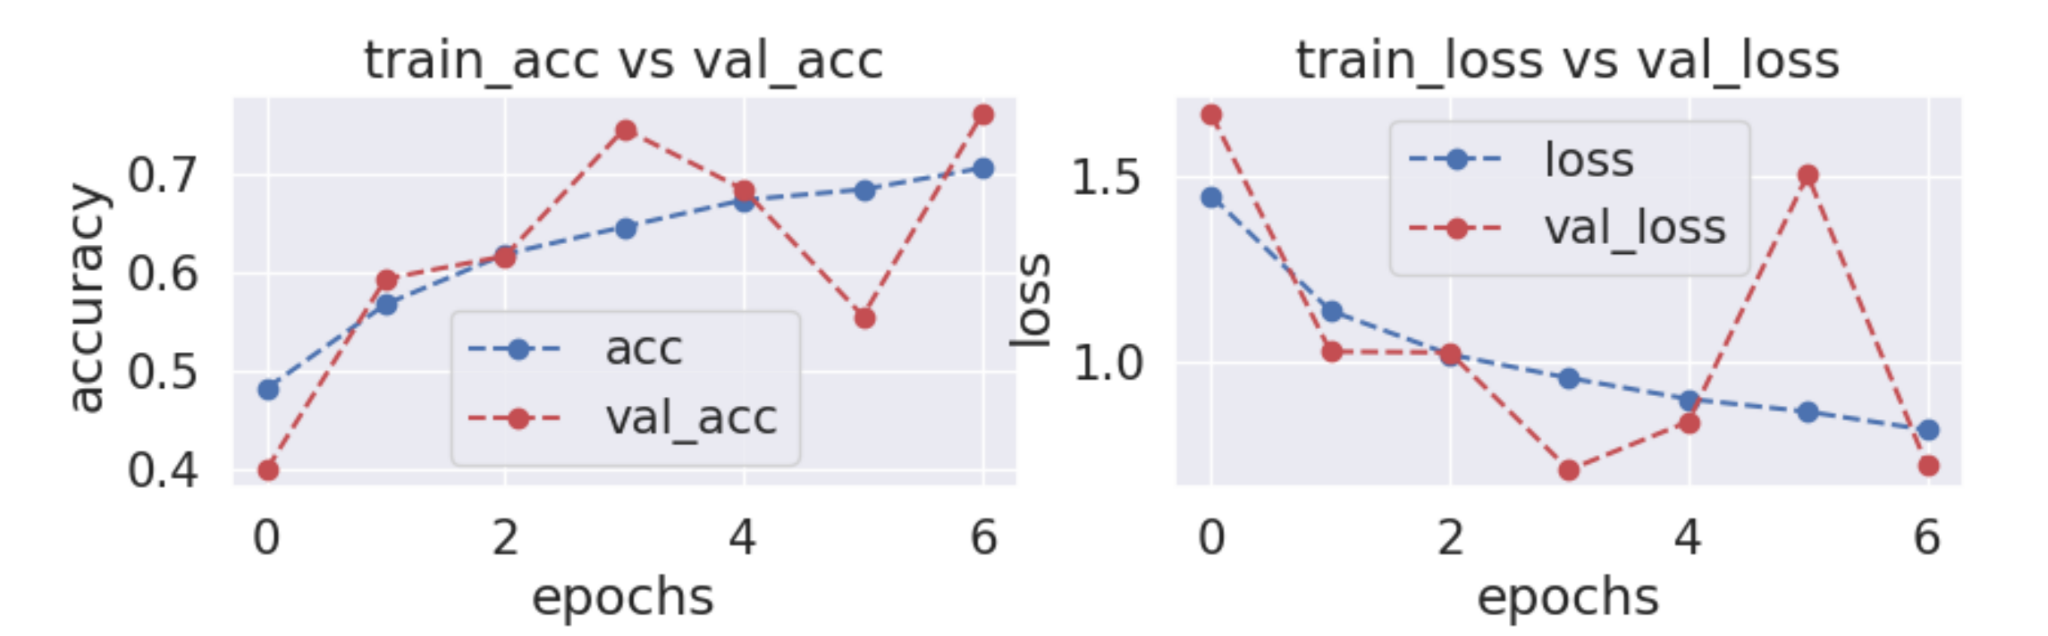 train_acc vs val_acc
accuracy
0.7
0.6
0.5
0.4
acc
val_acc
0
2
4
6
epochs
train_loss vs val_loss
loss
1.5
1.0
loss
val_loss
0
2
4
6
epochs